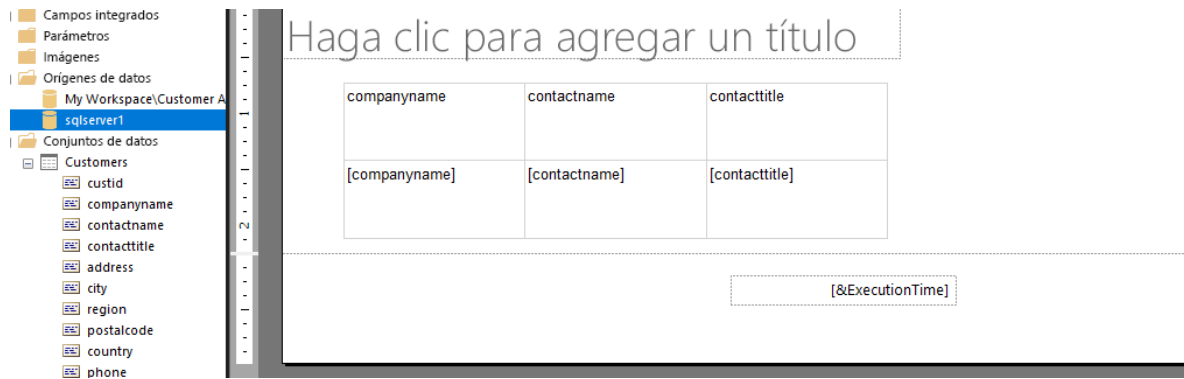 Campos integrados
Parámetros
Imágenes
Orígenes de datos
My Workspace\Customer A
sqlserver1
Conjuntos de datos
Customers
custid
companyname
contactname
contacttitle
address
city
region
postalcode
country
phone
1
2
Haga clic para agregar un título
companyname contactname contacttitle
[companyname] [contactname] [contacttitle]
[&ExecutionTime]